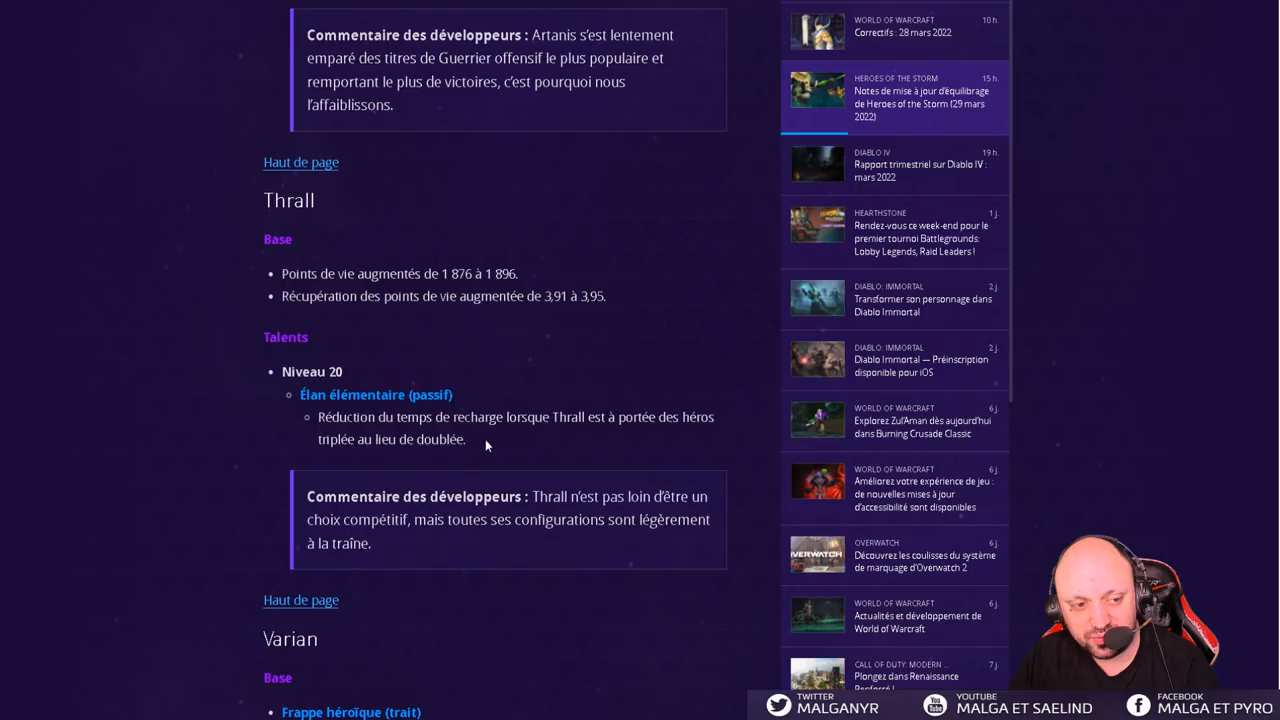 Commentaire des développeurs : Artanis s'est lentement
emparé des titres de Guerrier offensif le plus populaire et
remportant le plus de victoires, c'est pourquoi nous
l'affaiblissons.
Haut de page
Thrall
Base
• Points de vie augmentés de 1 876 à 1 896.
• Récupération des points de vie augmentée de 3,91 à 3,95.
Talents
• Niveau 20
Élan élémentaire (passif)
Réduction du temps de recharge lorsque Thrall est à portée des héros
triplée au lieu de doublée.
Commentaire des développeurs : Thrall n'est pas loin d'être un
choix compétitif, mais toutes ses configurations sont légèrement
à la traîne.
Haut de page
Varian
Base
• Frappe héroïque (trait)
WORLD OF WARCRAFT 10 h.
Correctifs : 28 mars 2022
HEROES OF THE STORM 15 h.
Notes de mise à jour d'équilibrage
de Heroes of the Storm (29 mars
2022)
DIABLO IV 19 h.
Rapport trimestriel sur Diablo IV :
mars 2022
HEARTHSTONE 1 j.
Rendez-vous ce week-end pour le
premier tournoi Battlegrounds:
Lobby Legends, Raid Leaders !
DIABLO: IMMORTAL 2 j.
Transformer son personnage dans
Diablo Immortal
DIABLO: IMMORTAL 2 j.
Diablo Immortal — Préinscription
disponible pour iOS
WORLD OF WARCRAFT 6 j.
Explorez Zul'Aman dès aujourd'hui
dans Burning Crusade Classic
WORLD OF WARCRAFT 6 j.
Améliorez votre expérience de jeu :
de nouvelles mises à jour
d'accessibilité sont disponibles
OVERWATCH 6 j.
Découvrez les coulisses du système
de marquage d'Overwatch 2
WORLD OF WARCRAFT 6 j.
Actualités et développement de
World of Warcraft
CALL OF DUTY: MODERN ... 7 j.
Plongez dans Renaissance
TWITTER
MALGANYR
YOUTUBE
MALGA ET SAELIND
FACEBOOK
MALGA ET PYRO